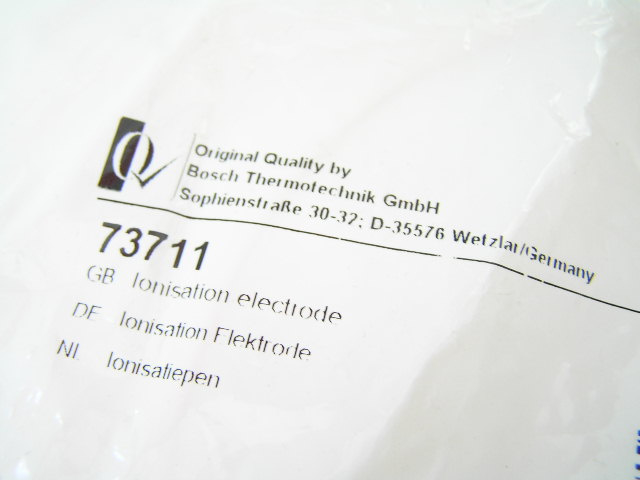 Original Quality by
Bosch Thermotechnik GmbH
Sophienstraße 30-32; D-35576 Wetzlar/Germany
73711
GB Ionisation electrode
DE Ionisation Elektrode
NL Ionisatiepen